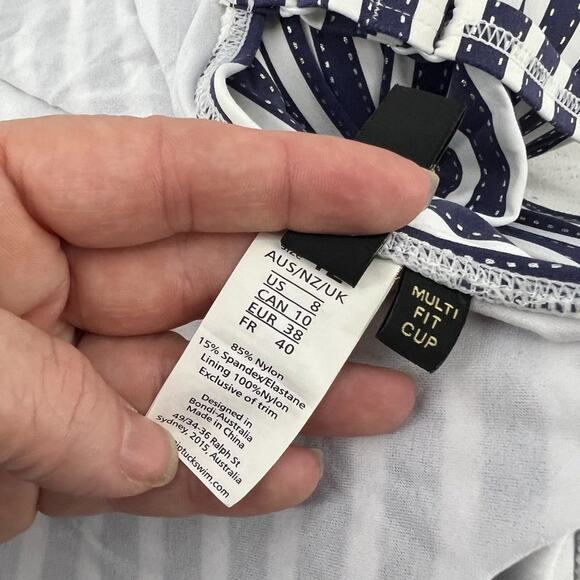 AUS/NZ/UK
US 8
CAN 10
EUR 38
FR 40
85% Nylon
15% Spandex/Elastane
Lining 100%Nylon
Exclusive of trim
Designed in
Bondi-Australia
Made in China
49/34-36 Ralph St
Sydney, 2015, Australia
MULTI
FIT
CUP